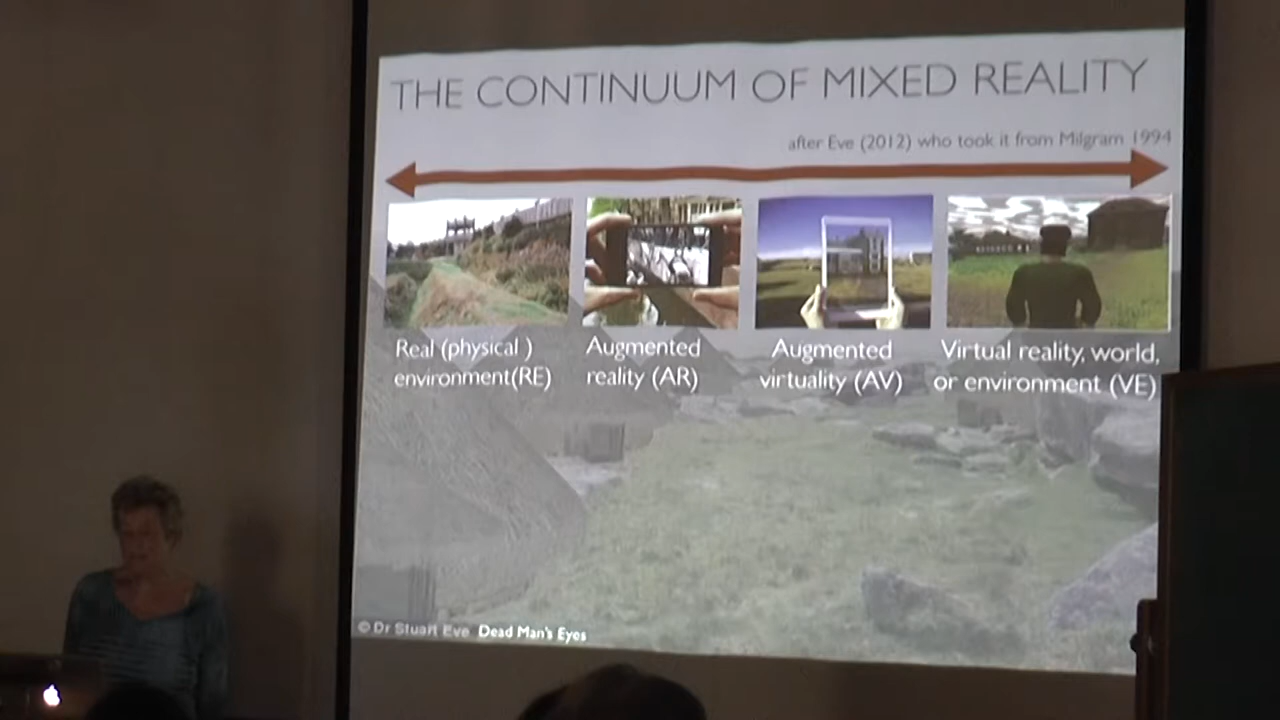 THE CONTINUUM OF MIXED REALITY
after Eve (2012) who took it from Milgram 1994
Real (physical )
environment(RE)
Augmented
reality (AR)
Augmented
virtuality (AV)
Virtual reality, world,
or environment (VE)
© Dr Stuart Eve Dead Man's Eyes